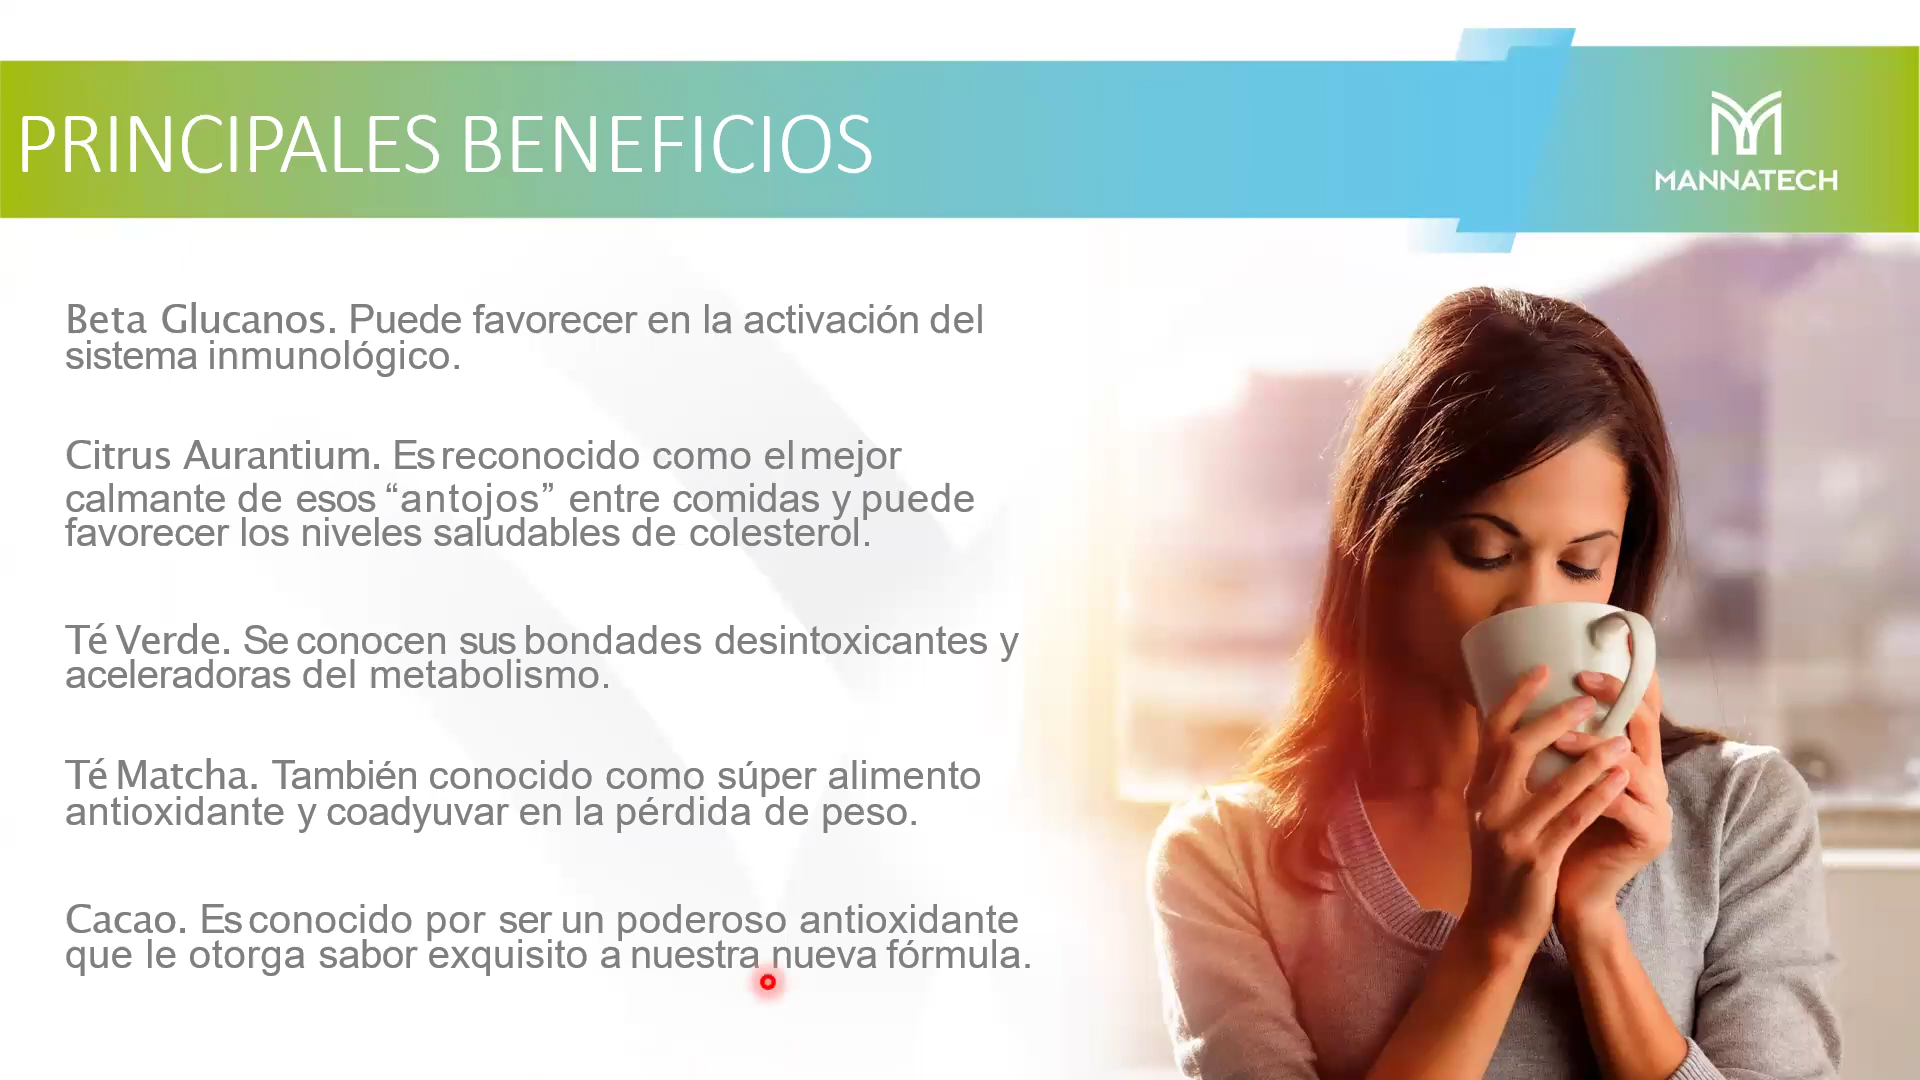 PRINCIPALES BENEFICIOS
MANNATECH
Beta Glucanos. Puede favorecer en la activación del
sistema inmunológico.
Citrus Aurantium. Es reconocido como el mejor
calmante de esos “antojos” entre comidas y puede
favorecer los niveles saludables de colesterol.
Té Verde. Se conocen sus bondades desintoxicantes y
aceleradoras del metabolismo.
Té Matcha. También conocido como súper alimento
antioxidante y coadyuvar en la pérdida de peso.
Cacao. Es conocido por ser un poderoso antioxidante
que le otorga sabor exquisito a nuestra nueva fórmula.